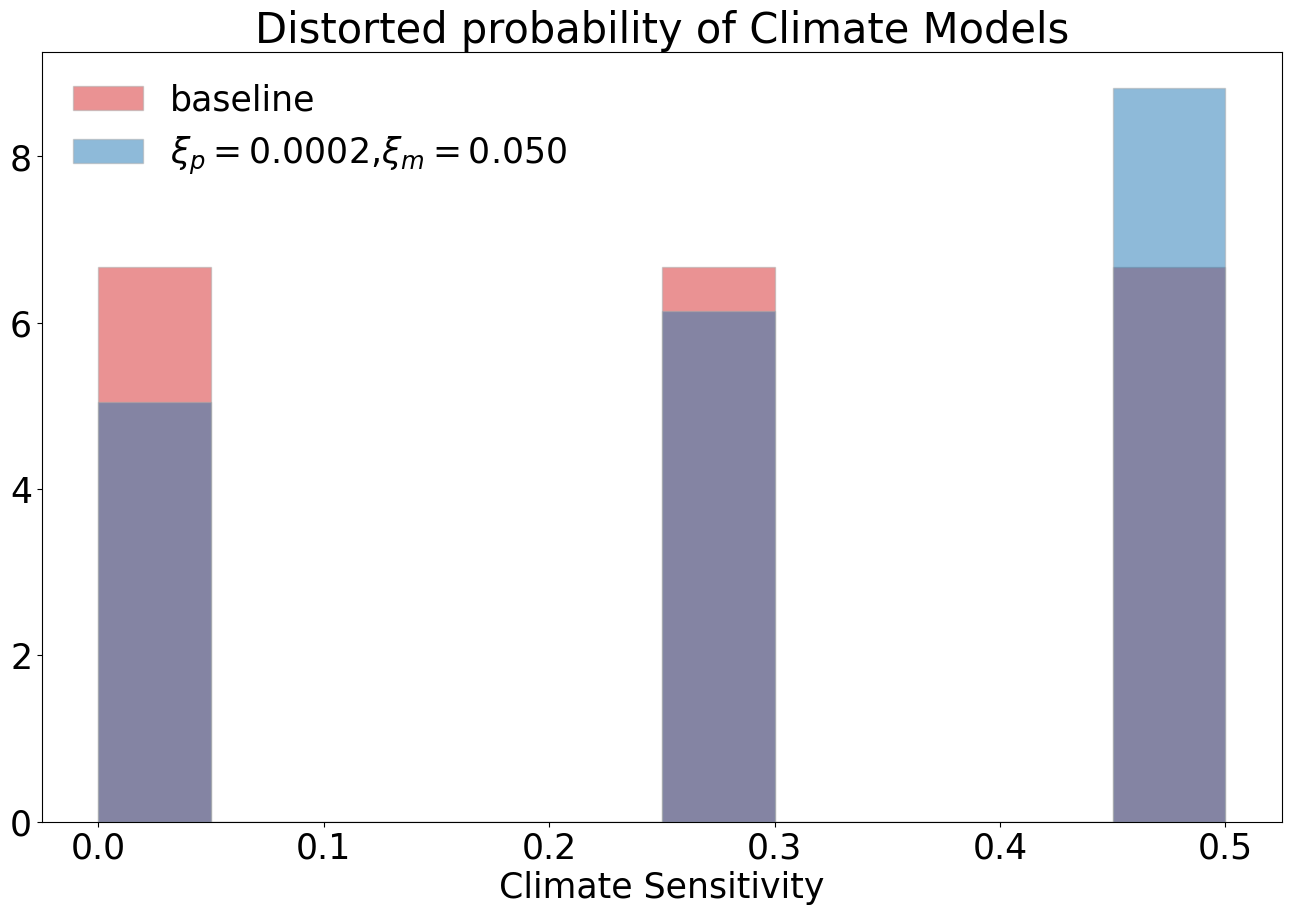 Distorted probability of Climate Models
baseline
ξₚ = 0.0002,ξₘ = 0.050
8
6
4
2
0
0.0 0.1 0.2 0.3 0.4 0.5
Climate Sensitivity